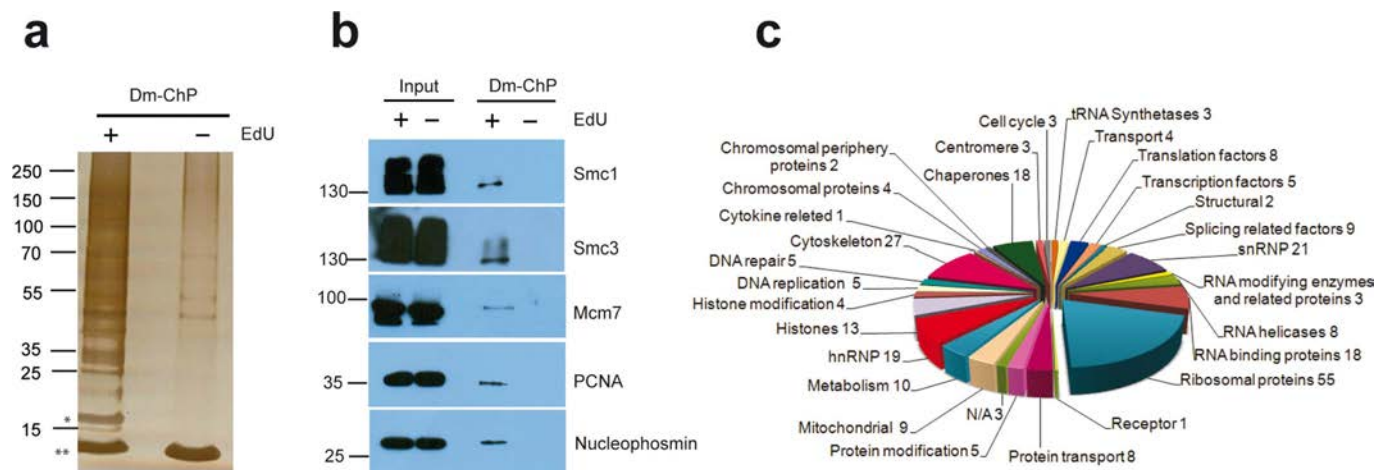 a
Dm-ChP
+ − EdU
250
150
100
70
55
35
25
*
15
**
b
Input Dm-ChP
+ − + − EdU
130 Smc1
130 Smc3
100 Mcm7
35 PCNA
25 Nucleophosmin
c
Cell cycle 3
tRNA Synthetases 3
Centromere 3
Transport 4
Chromosomal periphery
proteins 2
Translation factors 8
Chaperones 18
Transcription factors 5
Chromosomal proteins 4
Structural 2
Cytokine releted 1
Splicing related factors 9
Cytoskeleton 27
snRNP 21
DNA repair 5
RNA modifying enzymes
and related proteins 3
DNA replication 5
Histone modification 4
RNA helicases 8
Histones 13
RNA binding proteins 18
hnRNP 19
Ribosomal proteins 55
Metabolism 10
N/A 3
Receptor 1
Mitochondrial 9
Protein modification 5
Protein transport 8